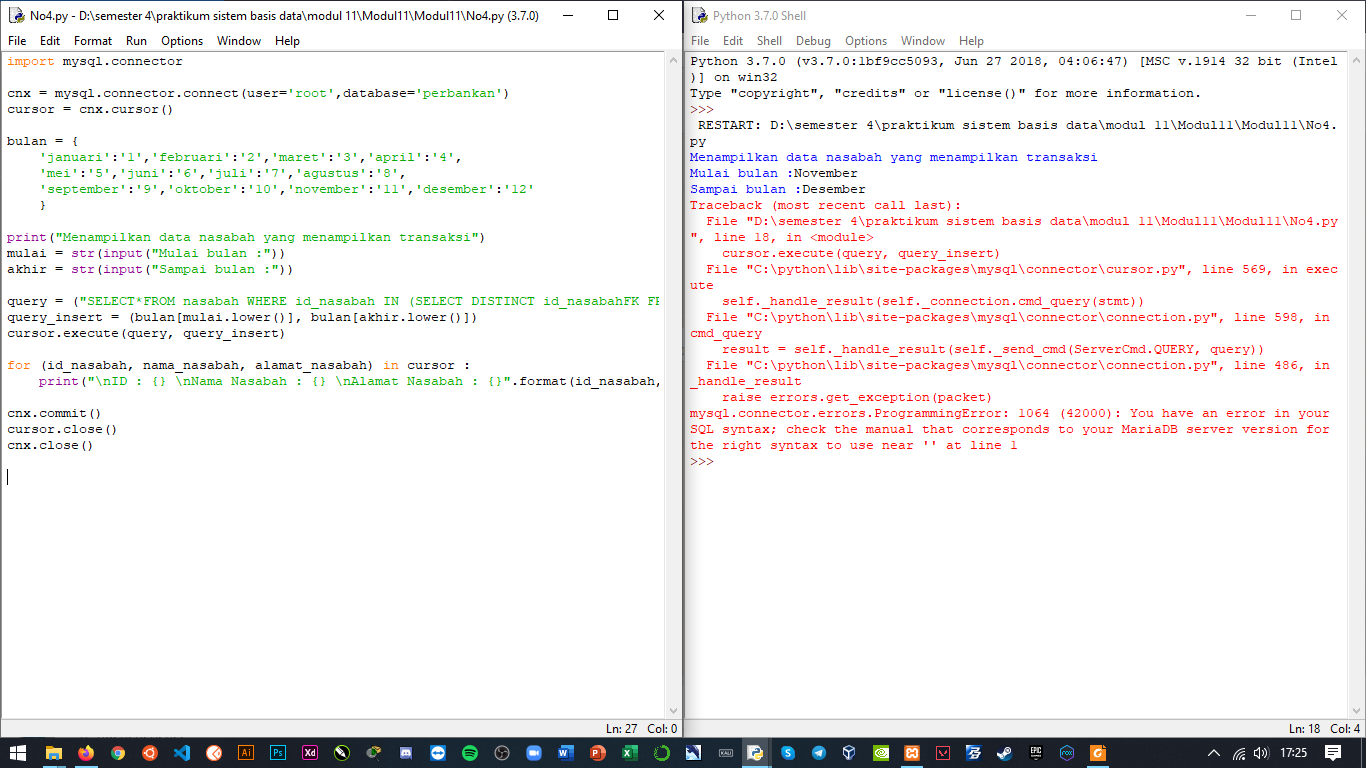 No4.py - D:\semester 4\praktikum sistem basis data\modul 11\Modul11\Modul11\No4.py (3.7.0)
File Edit Format Run Options Window Help
import mysql.connector
cnx = mysql.connector.connect(user='root',database='perbankan')
cursor = cnx.cursor()
bulan = {
'januari':'1','februari':'2','maret':'3','april':'4',
'mei':'5','juni':'6','juli':'7','agustus':'8',
'september':'9','oktober':'10','november':'11','desember':'12'
}
print("Menampilkan data nasabah yang menampilkan transaksi")
mulai = str(input("Mulai bulan :"))
akhir = str(input("Sampai bulan :"))
query = ("SELECT*FROM nasabah WHERE id_nasabah IN (SELECT DISTINCT id_nasabahFK
query_insert = (bulan[mulai.lower()], bulan[akhir.lower()])
cursor.execute(query, query_insert)
for (id_nasabah, nama_nasabah, alamat_nasabah) in cursor :
print("\nID : {} \nNama Nasabah : {} \nAlamat Nasabah : {}".format(id_nasabah,
cnx.commit()
cursor.close()
cnx.close()
Ln: 27 Col: 0
Python 3.7.0 Shell
File Edit Shell Debug Options Window Help
Python 3.7.0 (v3.7.0:1bf9cc5093, Jun 27 2018, 04:06:47) [MSC v.1914 32 bit (Intel
)] on win32
Type "copyright", "credits" or "license()" for more information.
>>>
RESTART: D:\semester 4\praktikum sistem basis data\modul 11\Modul11\Modul11\No4.
py
Menampilkan data nasabah yang menampilkan transaksi
Mulai bulan :November
Sampai bulan :Desember
Traceback (most recent call last):
File "D:\semester 4\praktikum sistem basis data\modul 11\Modul11\Modul11\No4.py
", line 18, in <module>
cursor.execute(query, query_insert)
File "C:\python\lib\site-packages\mysql\connector\cursor.py", line 569, in exec
ute
self._handle_result(self._connection.cmd_query(stmt))
File "C:\python\lib\site-packages\mysql\connector\connection.py", line 598, in
cmd_query
result = self._handle_result(self._send_cmd(ServerCmd.QUERY, query))
File "C:\python\lib\site-packages\mysql\connector\connection.py", line 486, in
_handle_result
raise errors.get_exception(packet)
mysql.connector.errors.ProgrammingError: 1064 (42000): You have an error in your
SQL syntax; check the manual that corresponds to your MariaDB server version for
the right syntax to use near '' at line 1
>>>
Ln: 18 Col: 4
Ai Ps Xd
17:25